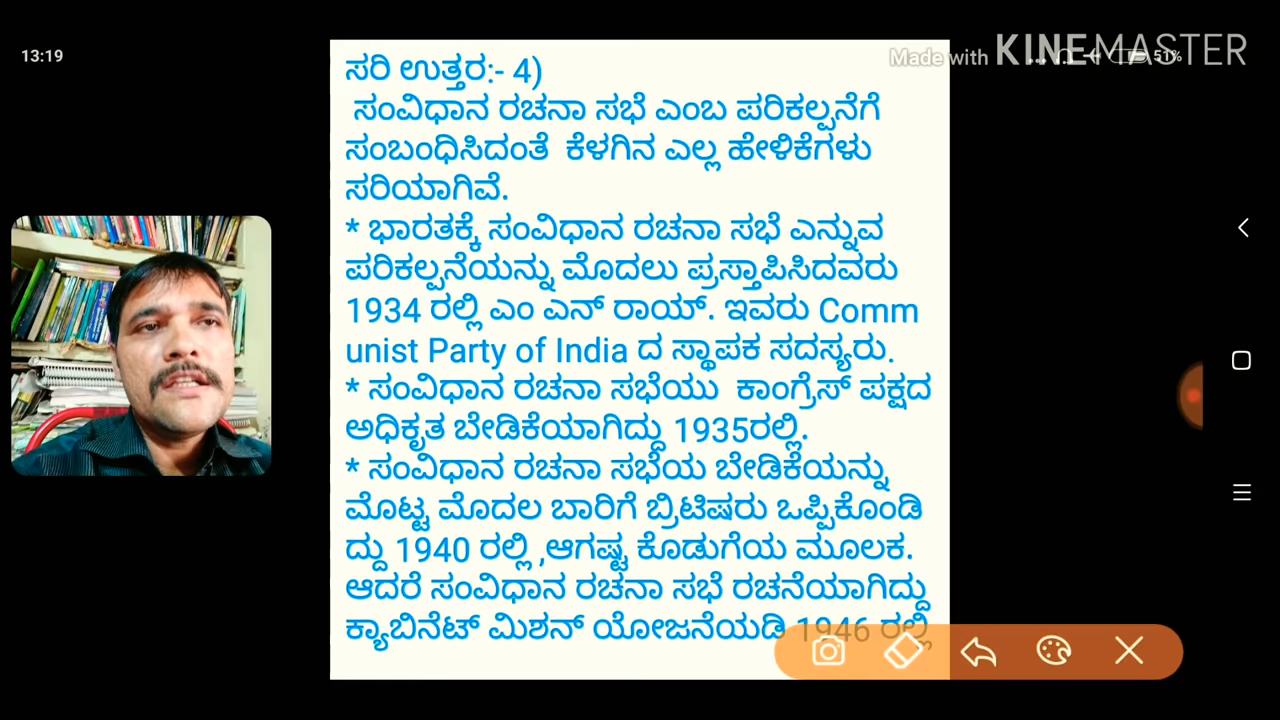 13:19
Made with KINEMASTER
51%
ಸರಿ ಉತ್ತರ:- 4)
ಸಂವಿಧಾನ ರಚನಾ ಸಭೆ ಎಂಬ ಪರಿಕಲ್ಪನೆಗೆ
ಸಂಬಂಧಿಸಿದಂತೆ ಕೆಳಗಿನ ಎಲ್ಲ ಹೇಳಿಕೆಗಳು
ಸರಿಯಾಗಿವೆ.
* ಭಾರತಕ್ಕೆ ಸಂವಿಧಾನ ರಚನಾ ಸಭೆ ಎನ್ನುವ
ಪರಿಕಲ್ಪನೆಯನ್ನು ಮೊದಲು ಪ್ರಸ್ತಾಪಿಸಿದವರು
1934 ರಲ್ಲಿ ಎಂ ಎನ್ ರಾಯ್. ಇವರು Comm
unist Party of India ದ ಸ್ಥಾಪಕ ಸದಸ್ಯರು.
* ಸಂವಿಧಾನ ರಚನಾ ಸಭೆಯು ಕಾಂಗ್ರೆಸ್ ಪಕ್ಷದ
ಅಧಿಕೃತ ಬೇಡಿಕೆಯಾಗಿದ್ದು 1935ರಲ್ಲಿ.
* ಸಂವಿಧಾನ ರಚನಾ ಸಭೆಯ ಬೇಡಿಕೆಯನ್ನು
ಮೊಟ್ಟ ಮೊದಲ ಬಾರಿಗೆ ಬ್ರಿಟಿಷರು ಒಪ್ಪಿಕೊಂಡಿ
ದ್ದು 1940 ರಲ್ಲಿ ,ಆಗಷ್ಟ ಕೊಡುಗೆಯ ಮೂಲಕ.
ಆದರೆ ಸಂವಿಧಾನ ರಚನಾ ಸಭೆ ರಚನೆಯಾಗಿದ್ದು
ಕ್ಯಾಬಿನೆಟ್ ಮಿಶನ್ ಯೋಜನೆಯಡಿ 1946 ರಲ್ಲಿ